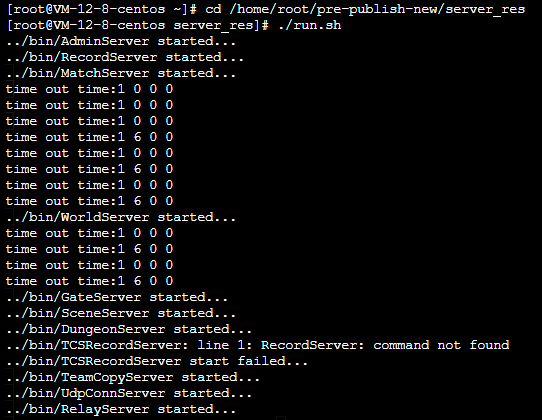 [root@VM-12-8-centos ~]# cd /home/root/pre-publish-new/server_res
[root@VM-12-8-centos server_res]# ./run.sh
../bin/AdminServer started...
../bin/RecordServer started...
../bin/MatchServer started...
time out time:1 0 0 0
time out time:1 0 0 0
time out time:1 0 0 0
time out time:1 6 0 0
time out time:1 0 0 0
time out time:1 6 0 0
time out time:1 0 0 0
time out time:1 6 0 0
../bin/WorldServer started...
time out time:1 0 0 0
time out time:1 6 0 0
time out time:1 0 0 0
time out time:1 6 0 0
../bin/GateServer started...
../bin/SceneServer started...
../bin/DungeonServer started...
../bin/TCSRecordServer: line 1: RecordServer: command not found
../bin/TCSRecordServer start failed...
../bin/TeamCopyServer started...
../bin/UdpConnServer started...
../bin/RelayServer started...